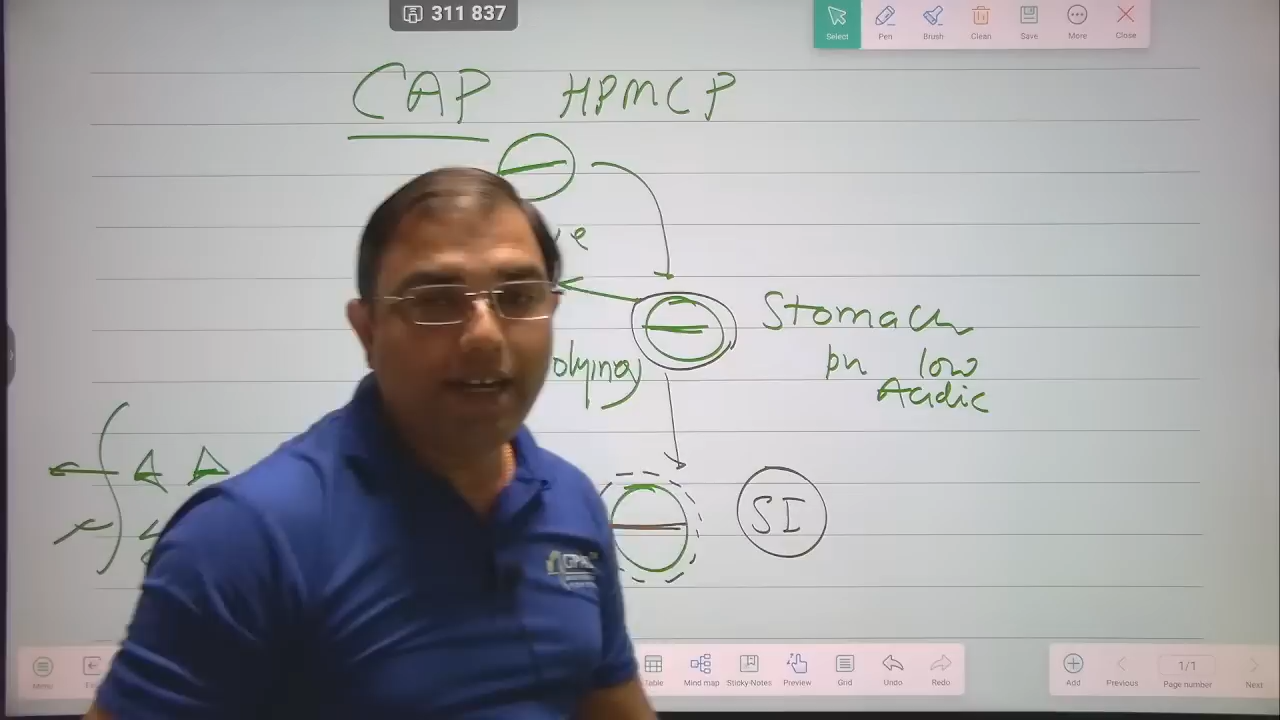 311 837
Select Pen Brush Clean Save More Close
CAP HPMCP
Stomach
pH low
Acidic
SI
GPAT
Menu
Table Mind map Sticky-Notes Preview Grid Undo Redo
Add Previous 1/1 Page number Next